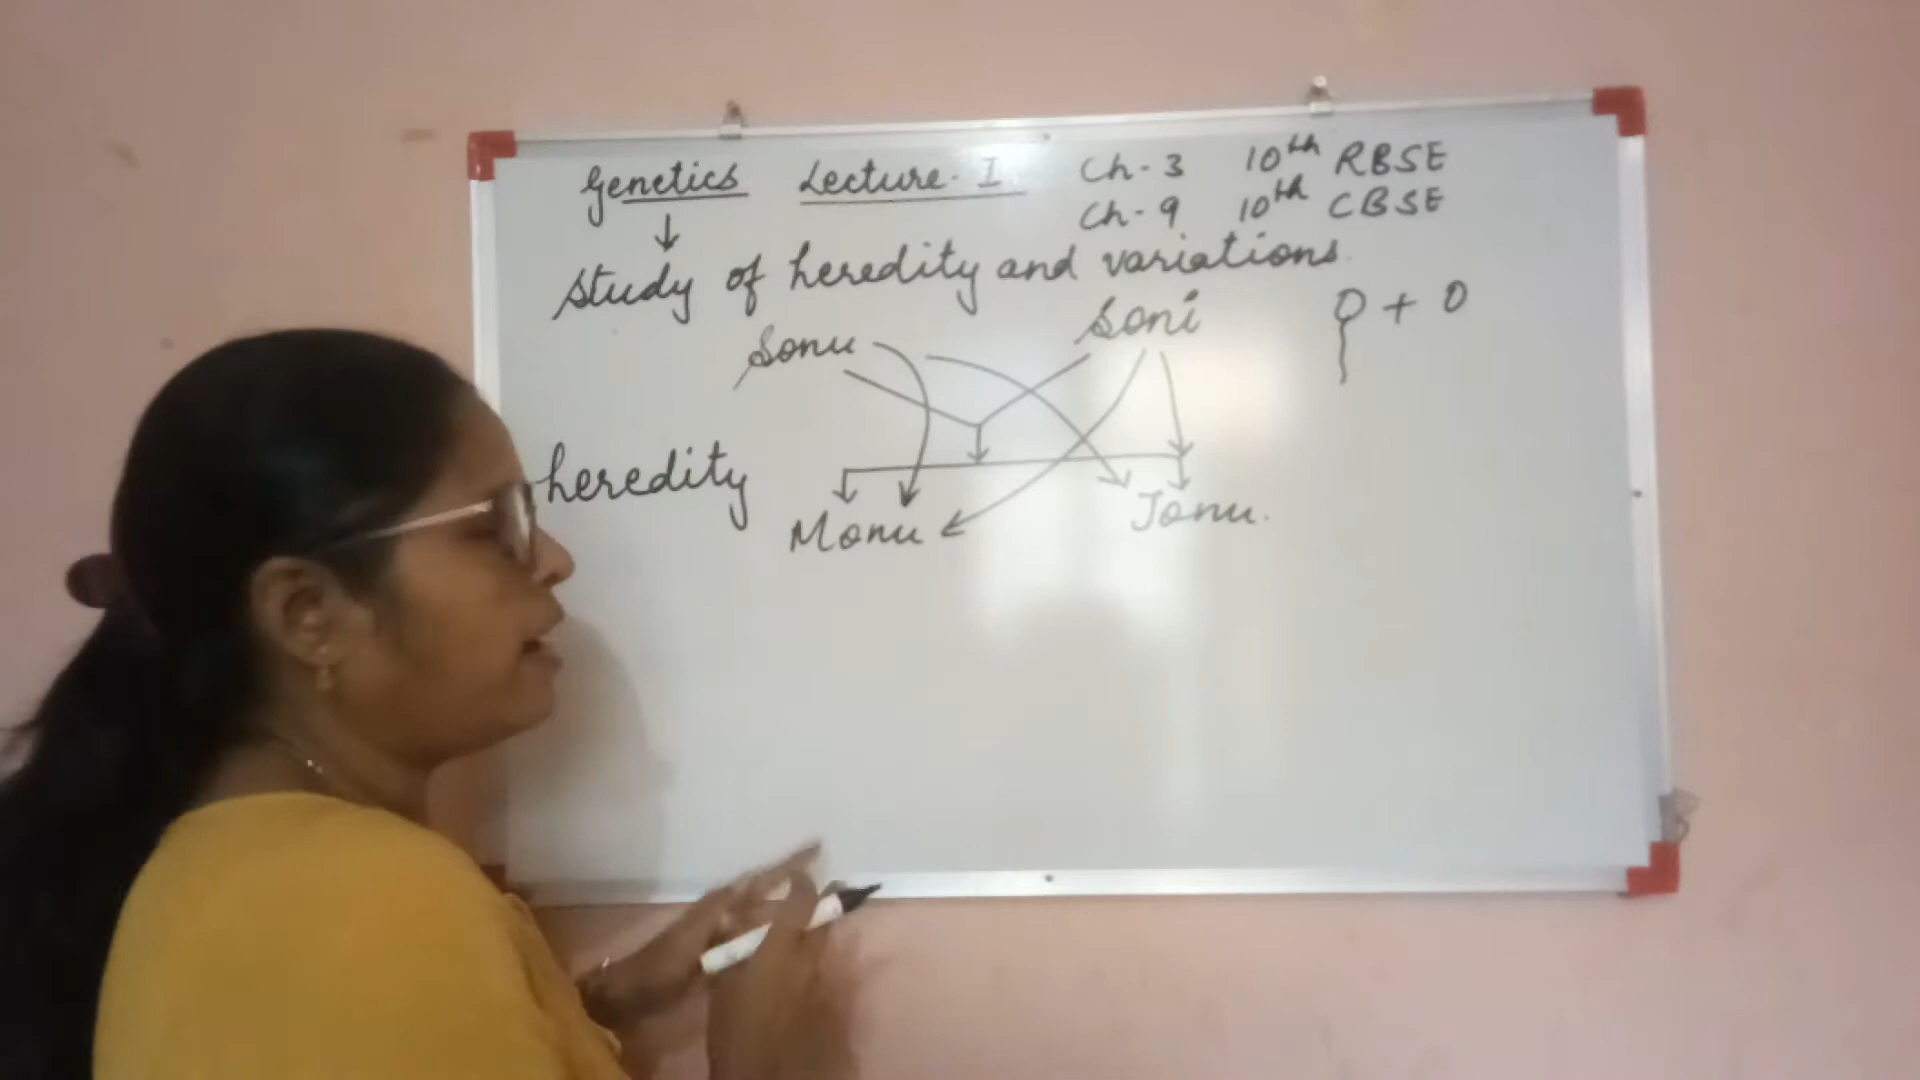 Genetics Lecture. I Ch-3 10th RBSE
Ch-9 10th CBSE
Study of heredity and variations.
Sonu Soni
heredity
Monu Jonu.